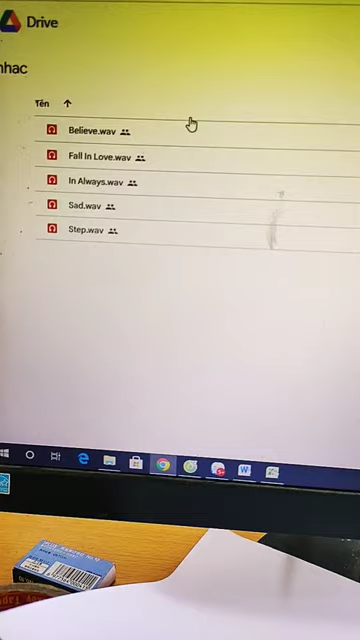 Drive
nhac
Tên
Believe.wav
Fall In Love.wav
In Always.wav
Sad.wav
Step.wav